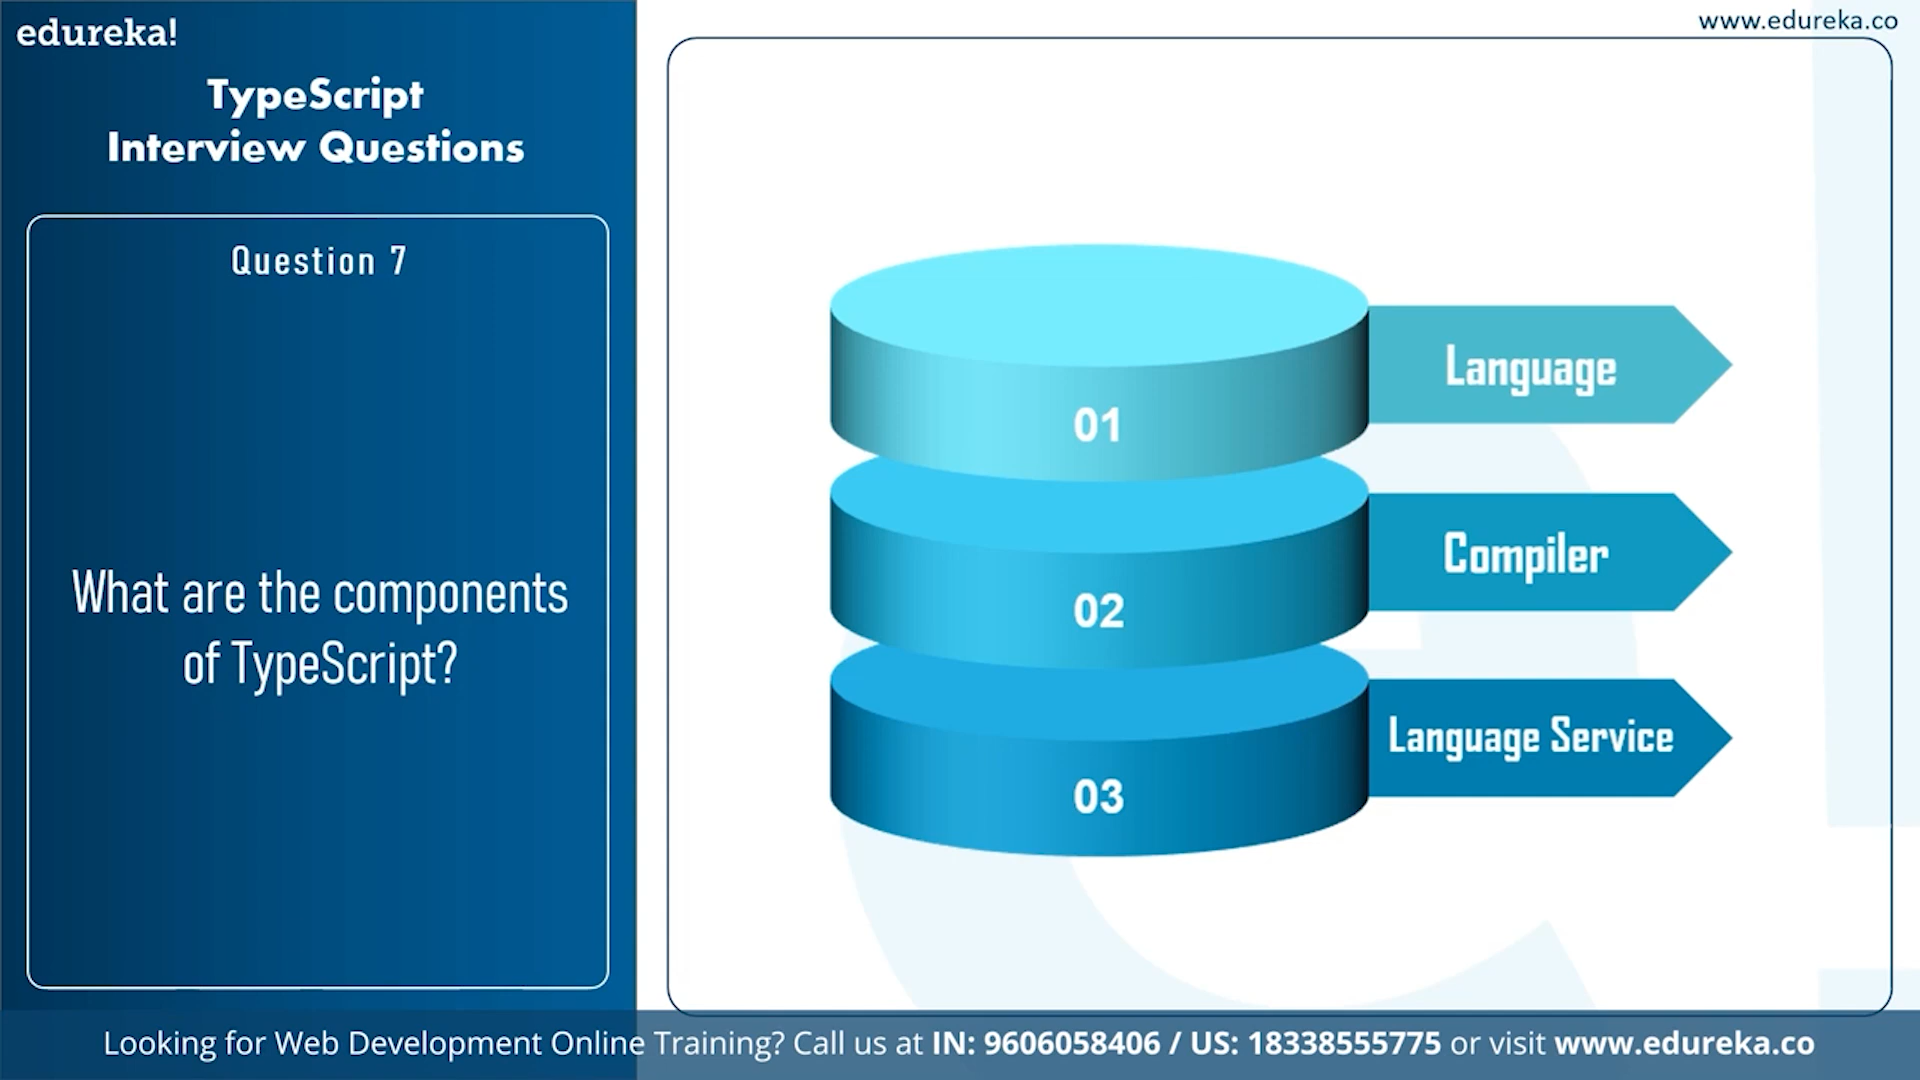 edureka!
www.edureka.co
TypeScript
Interview Questions
Question 7
What are the components
of TypeScript?
01
Language
02
Compiler
03
Language Service
Looking for Web Development Online Training? Call us at IN: 9606058406 / US: 18338555775 or visit www.edureka.co